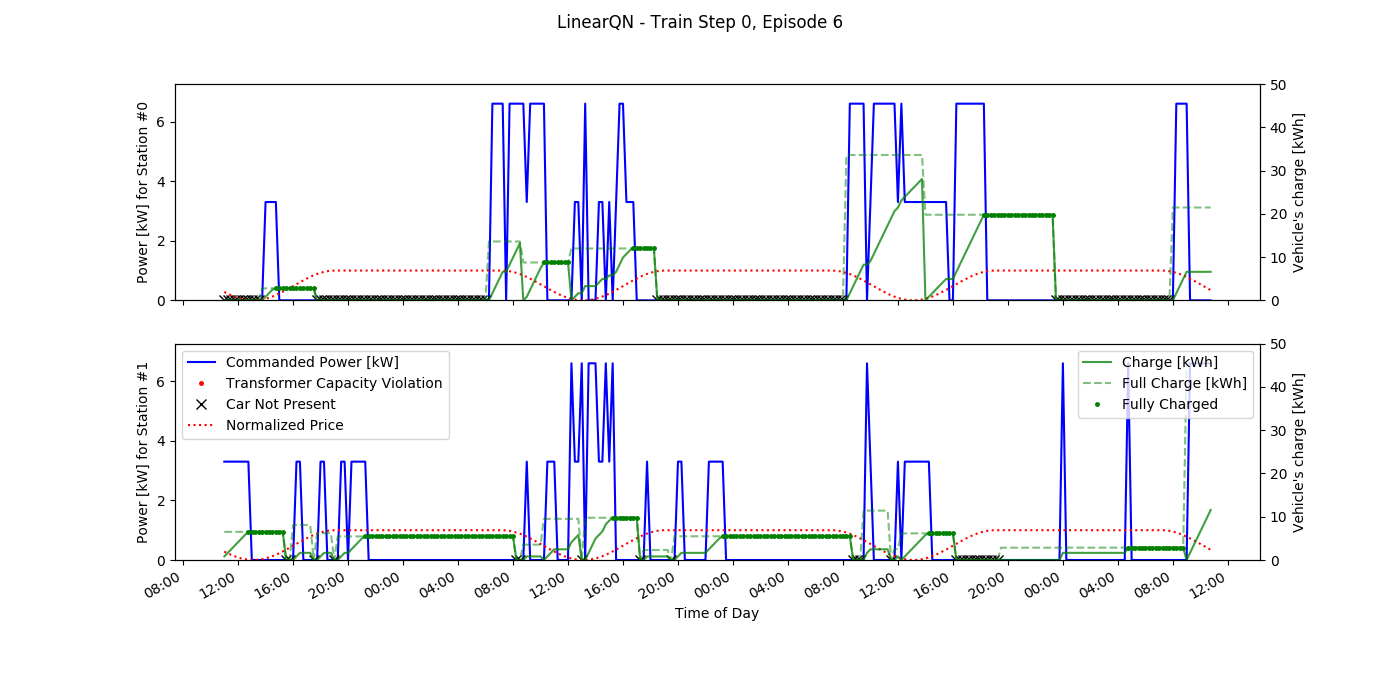 LinearQN - Train Step 0, Episode 6
Power [kW] for Station #0
6
4
2
0
50
40
30
20
10
0
Vehicle's charge [kWh]
Power [kW] for Station #1
6
4
2
0
Commanded Power [kW]
Transformer Capacity Violation
Car Not Present
Normalized Price
Charge [kWh]
Full Charge [kWh]
Fully Charged
50
40
30
20
10
0
Vehicle's charge [kWh]
08:00 12:00 16:00 20:00 00:00 04:00 08:00 12:00 16:00 20:00 00:00 04:00 08:00 12:00 16:00 20:00 00:00 04:00 08:00 12:00
Time of Day